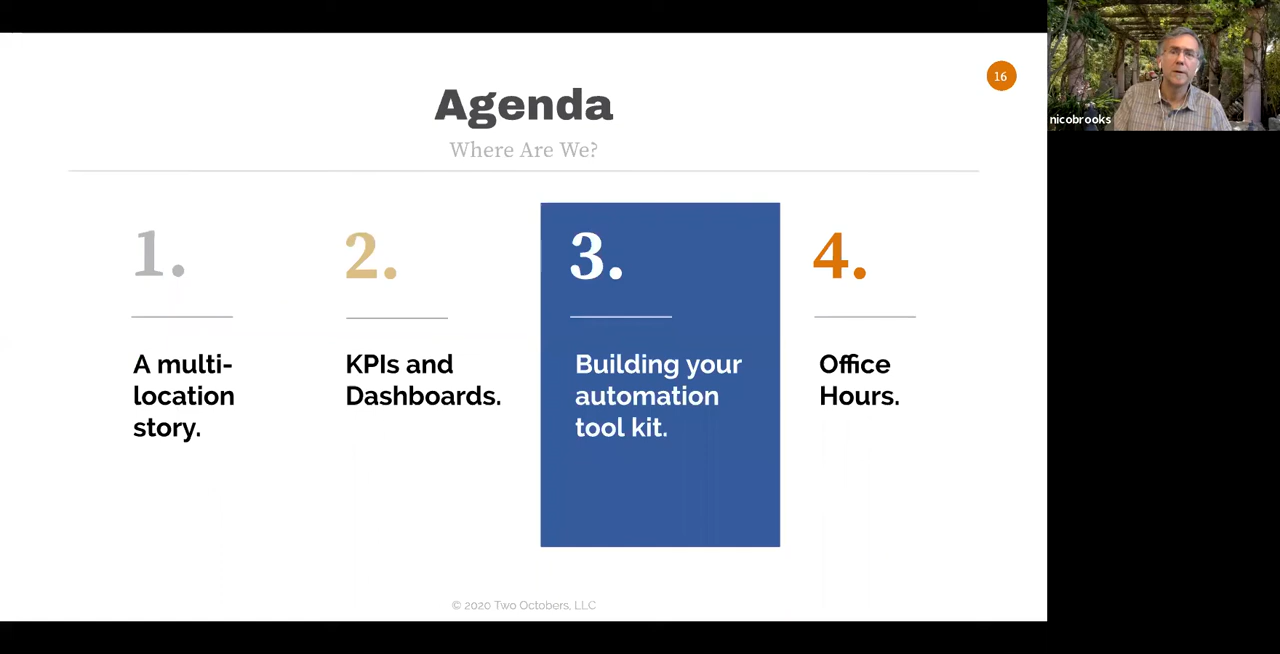 16
nicobrooks
Agenda
Where Are We?
1.
A multi-
location
story.
2.
KPIs and
Dashboards.
3.
Building your
automation
tool kit.
4.
Office
Hours.
© 2020 Two Octobers, LLC